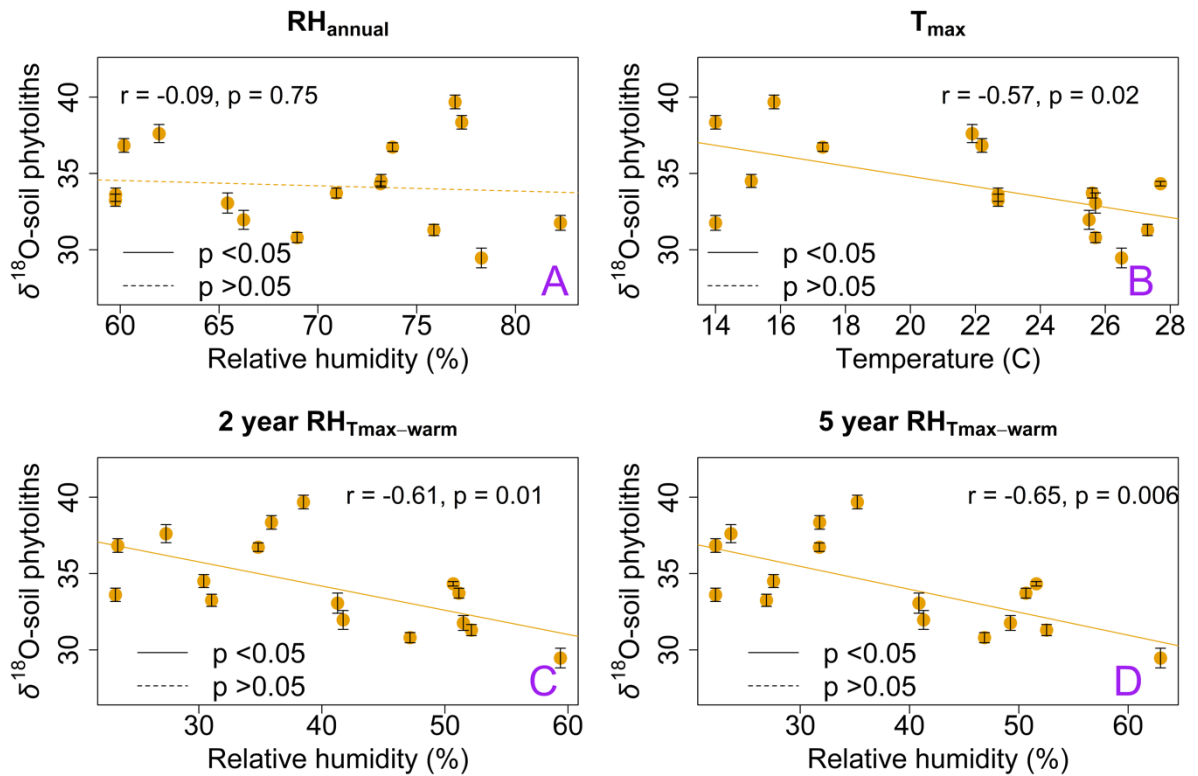 RHannual
δ18O-soil phytoliths
40
35
30
r = -0.09, p = 0.75
p <0.05
p >0.05
A
60 65 70 75 80
Relative humidity (%)
Tmax
δ18O-soil phytoliths
40
35
30
r = -0.57, p = 0.02
p <0.05
p >0.05
B
14 16 18 20 22 24 26 28
Temperature (C)
2 year RHTmax–warm
δ18O-soil phytoliths
40
35
30
r = -0.61, p = 0.01
p <0.05
p >0.05
C
30 40 50 60
Relative humidity (%)
5 year RHTmax–warm
δ18O-soil phytoliths
40
35
30
r = -0.65, p = 0.006
p <0.05
p >0.05
D
30 40 50 60
Relative humidity (%)